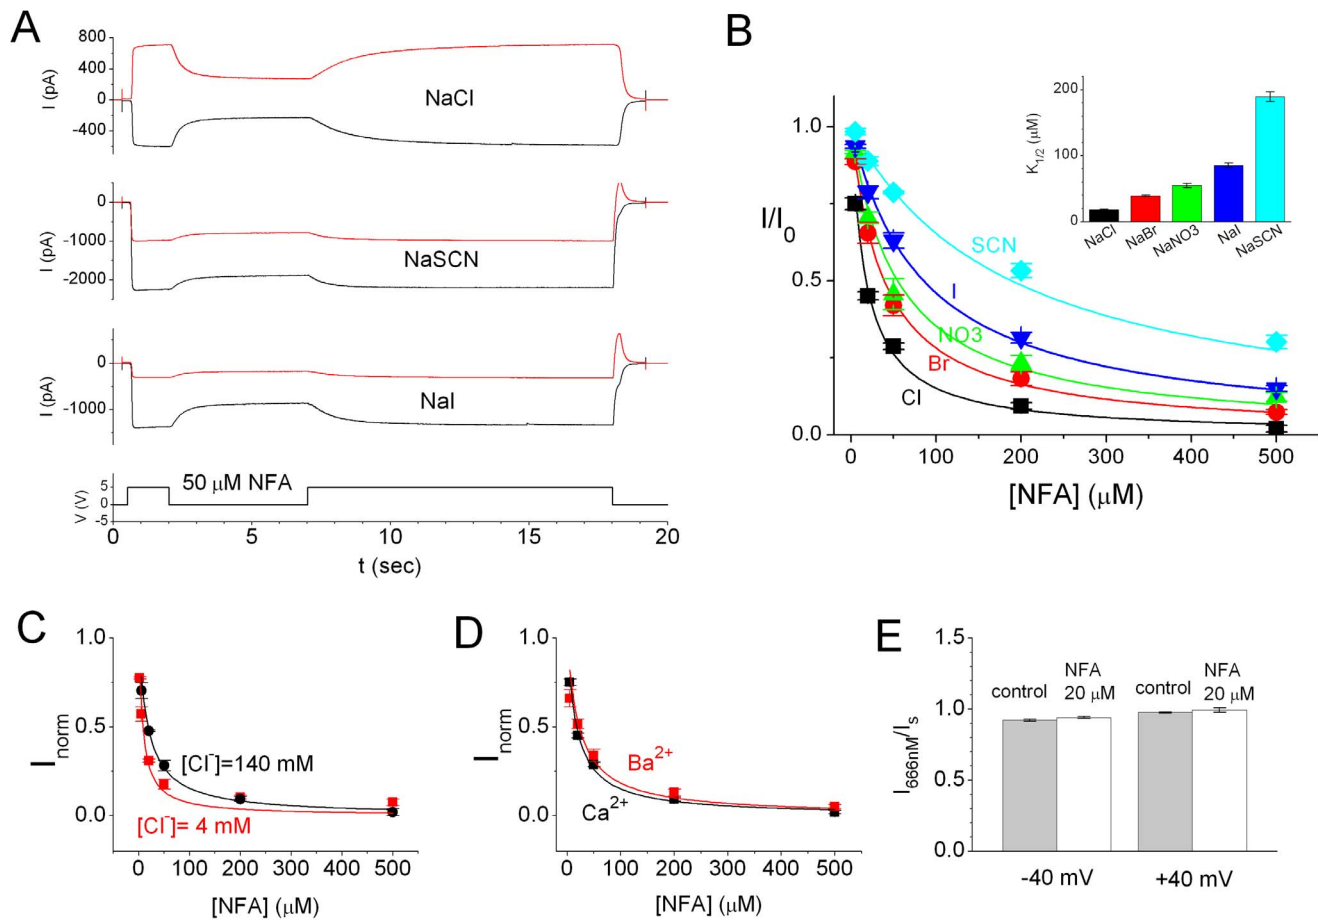 A
800
400
0
-400
I (pA)
NaCl
0
-1000
-2000
I (pA)
NaSCN
0
-1000
I (pA)
NaI
5
0
-5
V (V)
50 μM NFA
0 5 10 15 20
t (sec)
B
1.0
0.5
0.0
I/I0
SCN
I
NO3
Br
Cl
0 100 200 300 400 500
[NFA] (μM)
200
100
0
K1/2 (μM)
NaCl NaBr NaNO3 NaI NaSCN
C
1.0
0.5
0.0
Inorm
[Cl-]=140 mM
[Cl-]= 4 mM
0 100 200 300 400 500
[NFA] (μM)
D
1.0
0.5
0.0
Inorm
Ba2+
Ca2+
0 100 200 300 400 500
[NFA] (μM)
E
1.5
1.0
0.5
0.0
I666nM/Is
control
NFA
20 μM
control
NFA
20 μM
-40 mV +40 mV